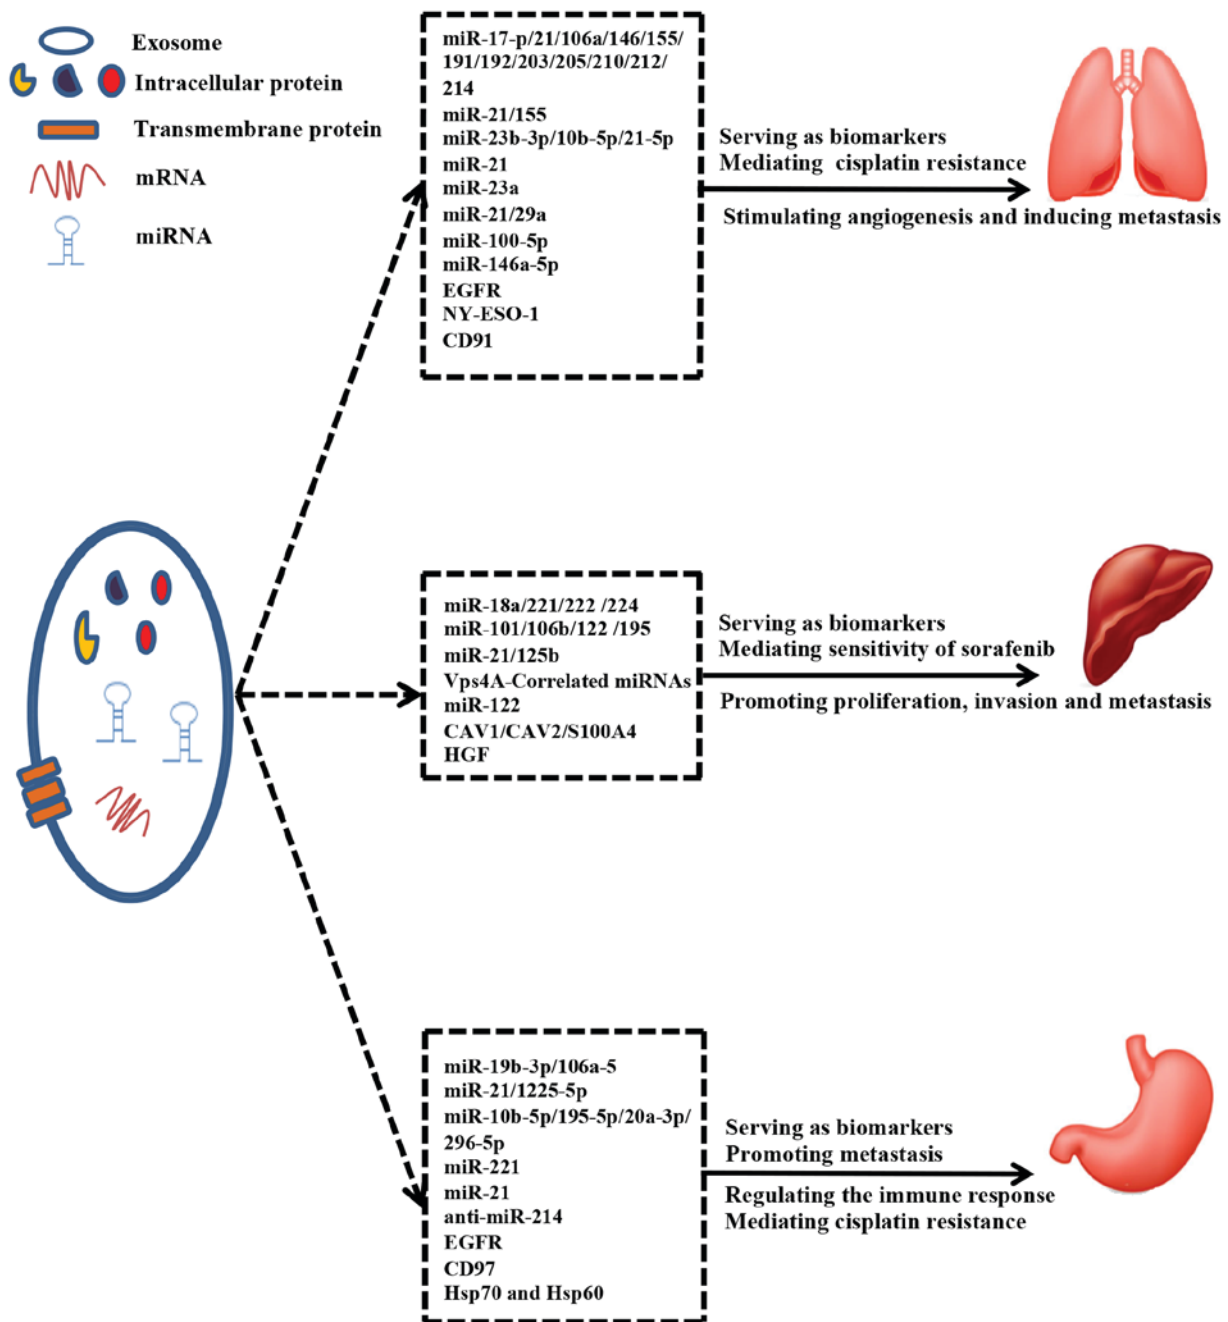 Exosome
Intracellular protein
Transmembrane protein
mRNA
miRNA
miR-17-p/21/106a/146/155/
191/192/203/205/210/212/
214
miR-21/155
miR-23b-3p/10b-5p/21-5p
miR-21
miR-23a
miR-21/29a
miR-100-5p
miR-146a-5p
EGFR
NY-ESO-1
CD91
Serving as biomarkers
Mediating cisplatin resistance
Stimulating angiogenesis and inducing metastasis
miR-18a/221/222 /224
miR-101/106b/122 /195
miR-21/125b
Vps4A-Correlated miRNAs
miR-122
CAV1/CAV2/S100A4
HGF
Serving as biomarkers
Mediating sensitivity of sorafenib
Promoting proliferation, invasion and metastasis
miR-19b-3p/106a-5
miR-21/1225-5p
miR-10b-5p/195-5p/20a-3p/
296-5p
miR-221
miR-21
anti-miR-214
EGFR
CD97
Hsp70 and Hsp60
Serving as biomarkers
Promoting metastasis
Regulating the immune response
Mediating cisplatin resistance